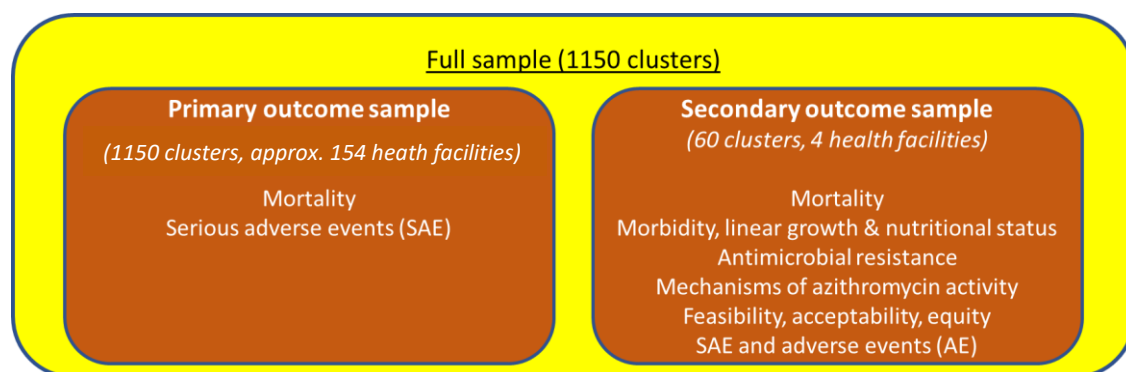 Full sample (1150 clusters)
Primary outcome sample
(1150 clusters, approx. 154 heath facilities)
Mortality
Serious adverse events (SAE)
Secondary outcome sample
(60 clusters, 4 health facilities)
Mortality
Morbidity, linear growth & nutritional status
Antimicrobial resistance
Mechanisms of azithromycin activity
Feasibility, acceptability, equity
SAE and adverse events (AE)